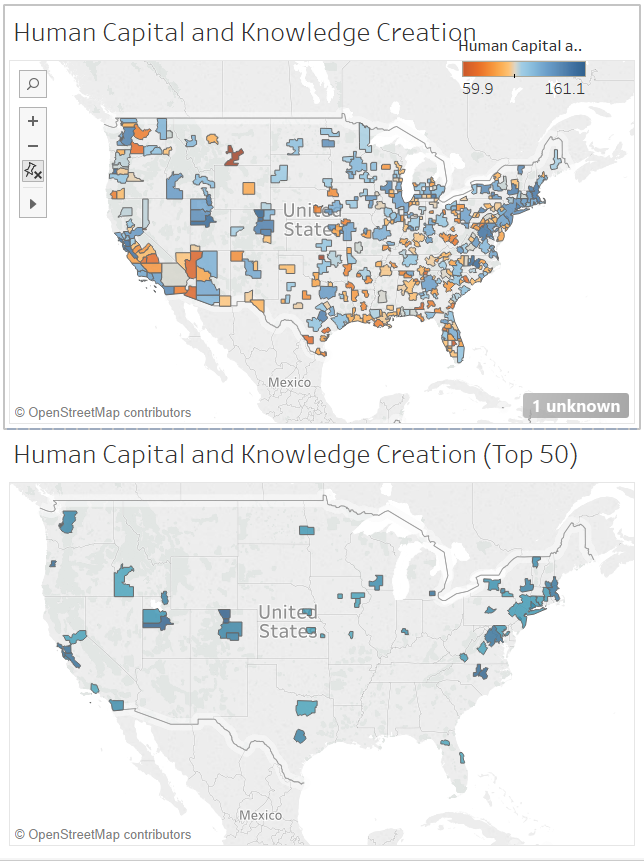 Human Capital and Knowledge Creation
Human Capital a..
59.9 161.1
+
−
United
States
Mexico
© OpenStreetMap contributors
1 unknown
Human Capital and Knowledge Creation (Top 50)
United
States
Mexico
© OpenStreetMap contributors